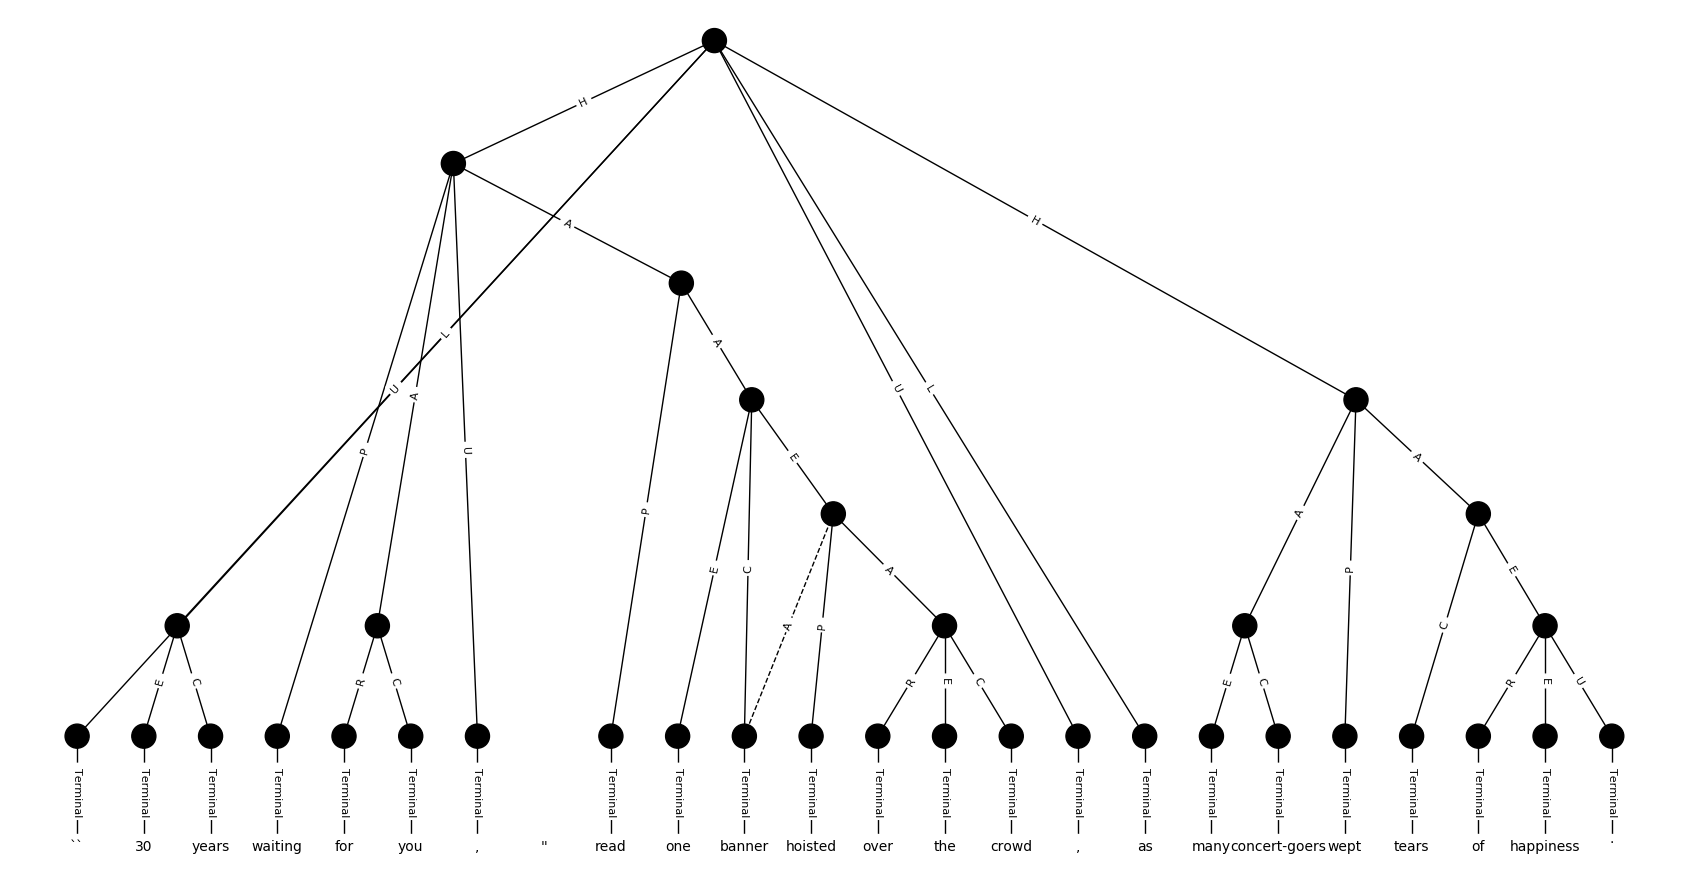 H
A
H
L
A
U
A
U
L
P
U
E
A
P
A
P
E
C
P
A
A
P
C
E
E
C
R
C
R
E
C
E
C
R
E
U
Terminal Terminal Terminal Terminal Terminal Terminal Terminal Terminal Terminal Terminal Terminal Terminal Terminal Terminal Terminal Terminal Terminal Terminal Terminal Terminal Terminal Terminal Terminal
`` 30 years waiting for you , " read one banner hoisted over the crowd , as many concert-goers wept tears of happiness .